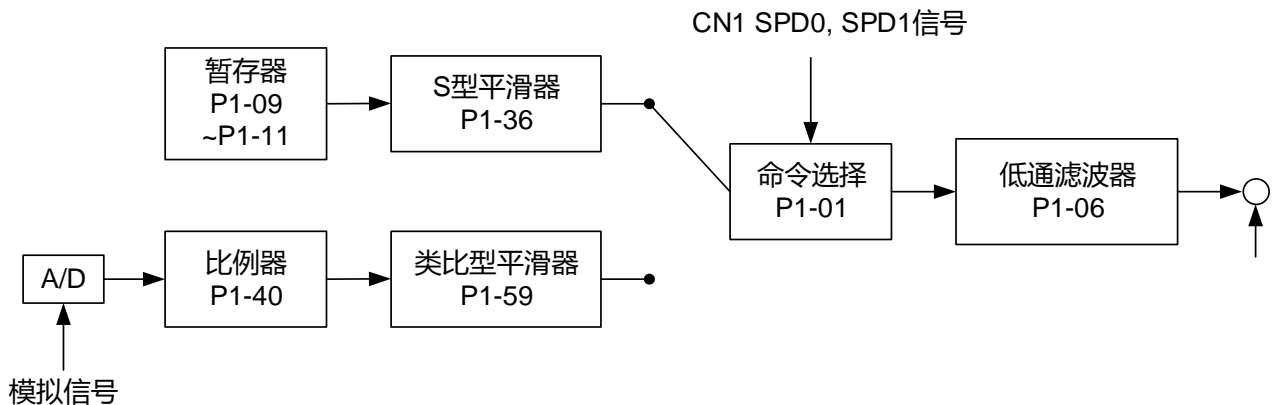 CN1 SPD0, SPD1信号
暂存器
P1-09
~P1-11
S型平滑器
P1-36
命令选择
P1-01
低通滤波器
P1-06
A/D
比例器
P1-40
类比型平滑器
P1-59
模拟信号